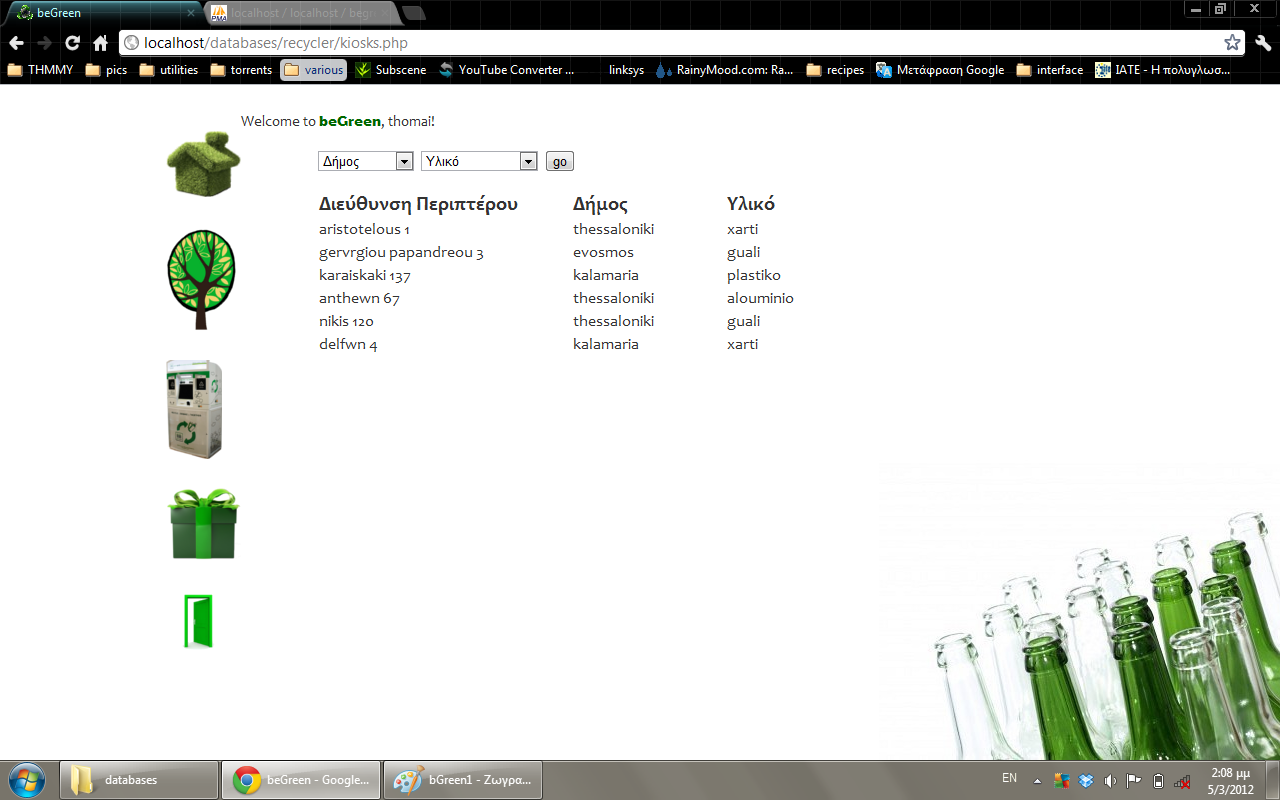 beGreen
localhost / localhost / begr
localhost/databases/recycler/kiosks.php
THMMY pics utilities torrents various Subscene YouTube Converter ... linksys RainyMood.com: Ra... recipes Μετάφραση Google interface IATE - Η πολυγλωσ...
Welcome to beGreen, thomai!
Δήμος Υλικό go
Διεύθυνση Περιπτέρου Δήμος Υλικό
aristotelous 1 thessaloniki xarti
gervrgiou papandreou 3 evosmos guali
karaiskaki 137 kalamaria plastiko
anthewn 67 thessaloniki alouminio
nikis 120 thessaloniki guali
delfwn 4 kalamaria xarti
databases beGreen - Google... bGreen1 - Ζωγρα... EN 2:08 μμ
5/3/2012